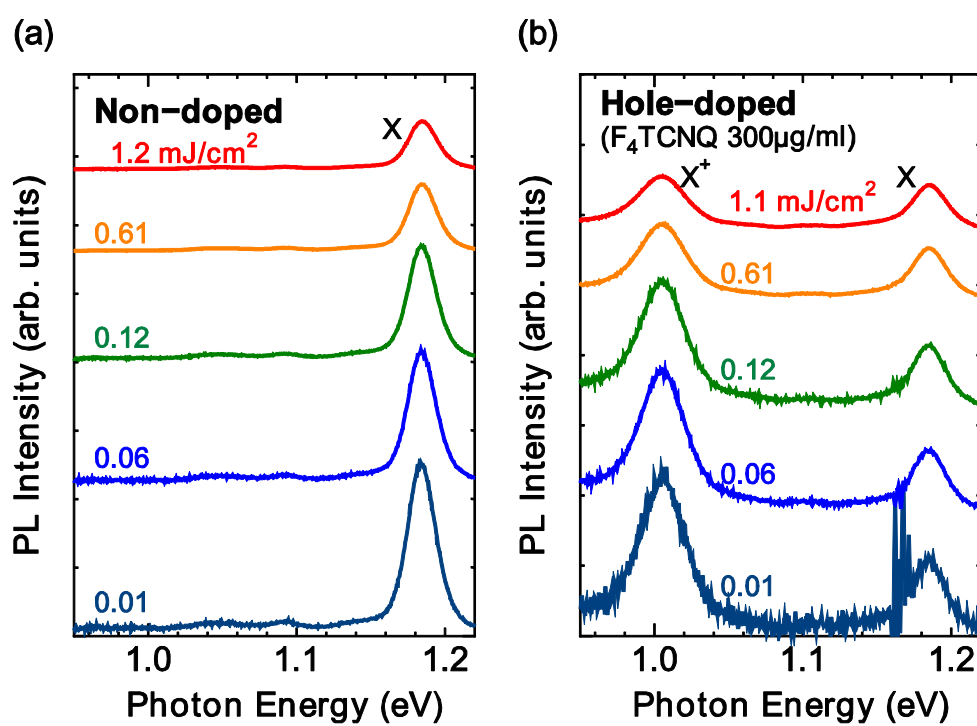 (a)
Non-doped
X
1.2 mJ/cm²
0.61
0.12
0.06
0.01
PL Intensity (arb. units)
1.0
1.1
1.2
Photon Energy (eV)
(b)
Hole-doped
(F₄TCNQ 300μg/ml)
X⁺
X
1.1 mJ/cm²
0.61
0.12
0.06
0.01
PL Intensity (arb. units)
1.0
1.1
1.2
Photon Energy (eV)